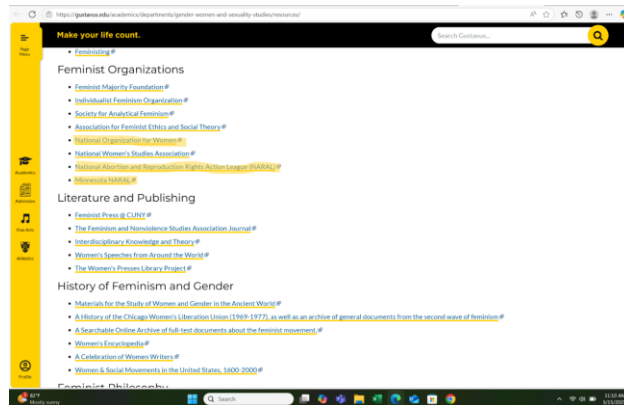 https://gustavus.edu/academics/departments/gender-women-and-sexuality-studies/resources/
Page Menu
Make your life count.
Search Gustavus...
Feministing
Feminist Organizations
Feminist Majority Foundation
Individualist Feminism Organization
Society for Analytical Feminism
Association for Feminist Ethics and Social Theory
National Organization for Women
National Women's Studies Association
National Abortion and Reproduction Rights Action League (NARAL)
Minnesota NARAL
Literature and Publishing
Feminist Press @ CUNY
The Feminism and Nonviolence Studies Association Journal
Interdisciplinary Knowledge and Theory
Women's Speeches from Around the World
The Women's Presses Library Project
History of Feminism and Gender
Materials for the Study of Women and Gender in the Ancient World
A History of the Chicago Women's Liberation Union (1969-1977), as well as an archive of general documents from the second wave of feminism
A Searchable Online Archive of full-test documents about the feminist movement.
Women's Encyclopedia
A Celebration of Women Writers
Women & Social Movements in the United States, 1600-2000
Feminist Philosophy
Academics
Admission
Fine Arts
Athletics
Profile
82°F
Mostly sunny
Search
11:10 AM